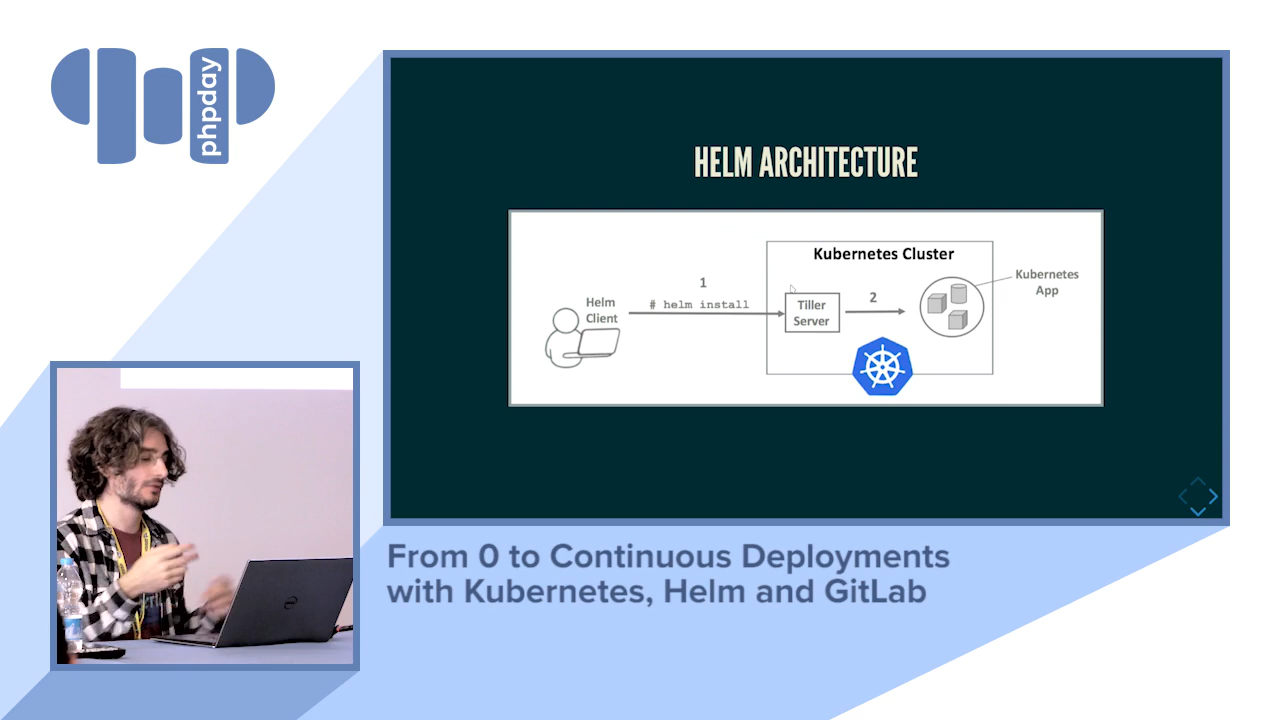 phpday
HELM ARCHITECTURE
Kubernetes Cluster
1
# helm install
Helm
Client
Tiller
Server
2
Kubernetes
App
From 0 to Continuous Deployments
with Kubernetes, Helm and GitLab